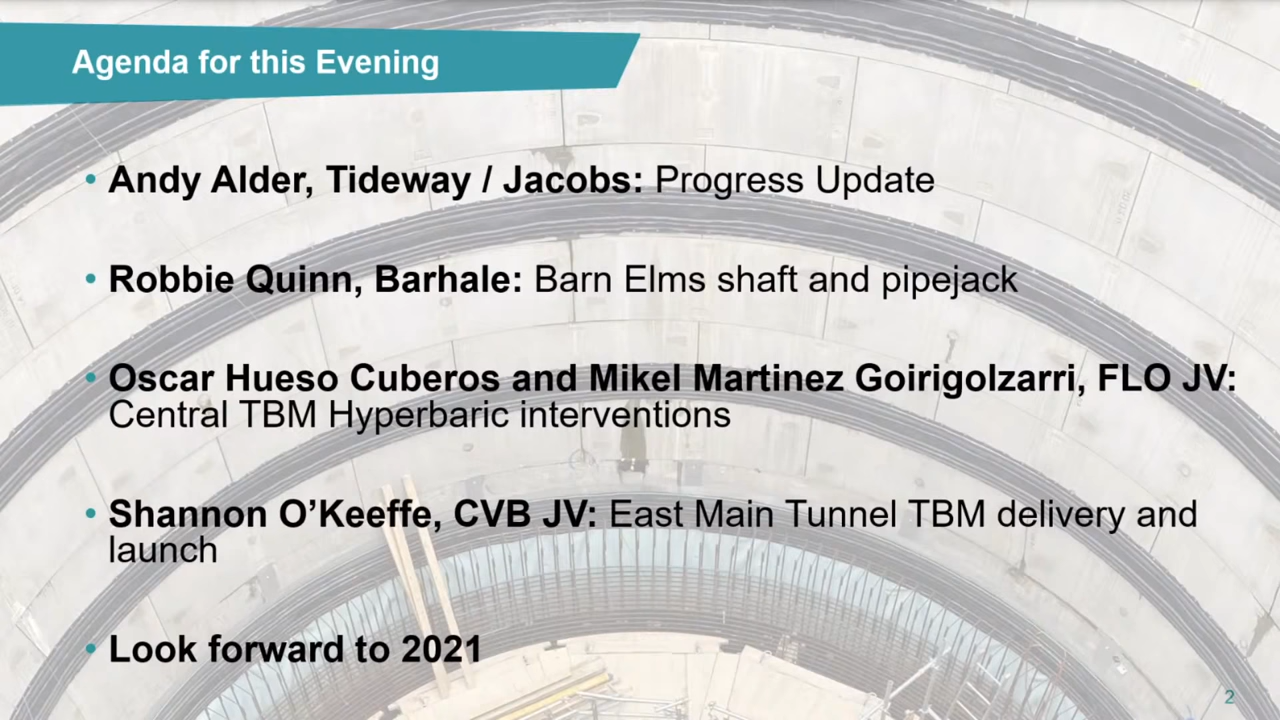 Agenda for this Evening
• Andy Alder, Tideway / Jacobs: Progress Update
• Robbie Quinn, Barhale: Barn Elms shaft and pipejack
• Oscar Hueso Cuberos and Mikel Martinez Goirigolzarri, FLO JV:
Central TBM Hyperbaric interventions
• Shannon O’Keeffe, CVB JV: East Main Tunnel TBM delivery and
launch
• Look forward to 2021
2